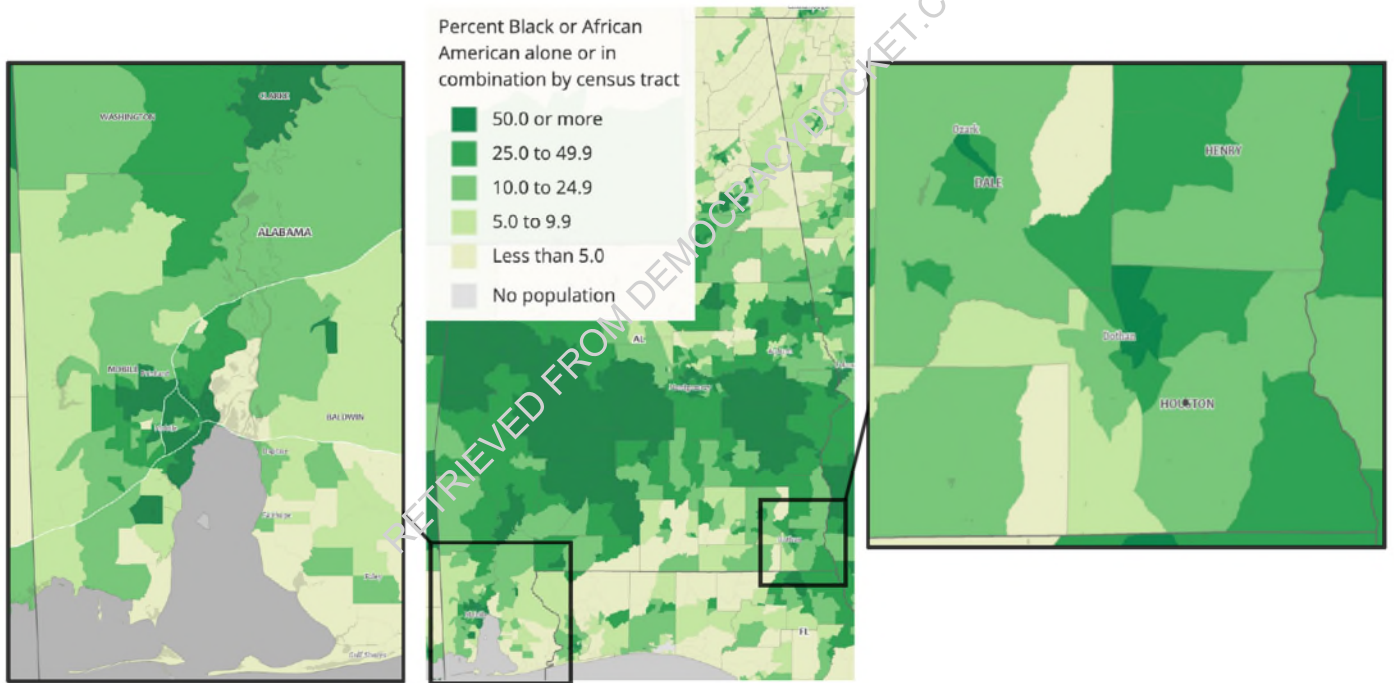 Percent Black or African
American alone or in
combination by census tract
50.0 or more
25.0 to 49.9
10.0 to 24.9
5.0 to 9.9
Less than 5.0
No population
RETRIEVED FROM DEMOCRACYDOCKET.C
CLARKE
WASHINGTON
ALABAMA
MOBILE
BALDWIN
Gulf Shores
AL
Montgomery
FL
Ozark
DALE
HENRY
Dothan
HOUSTON